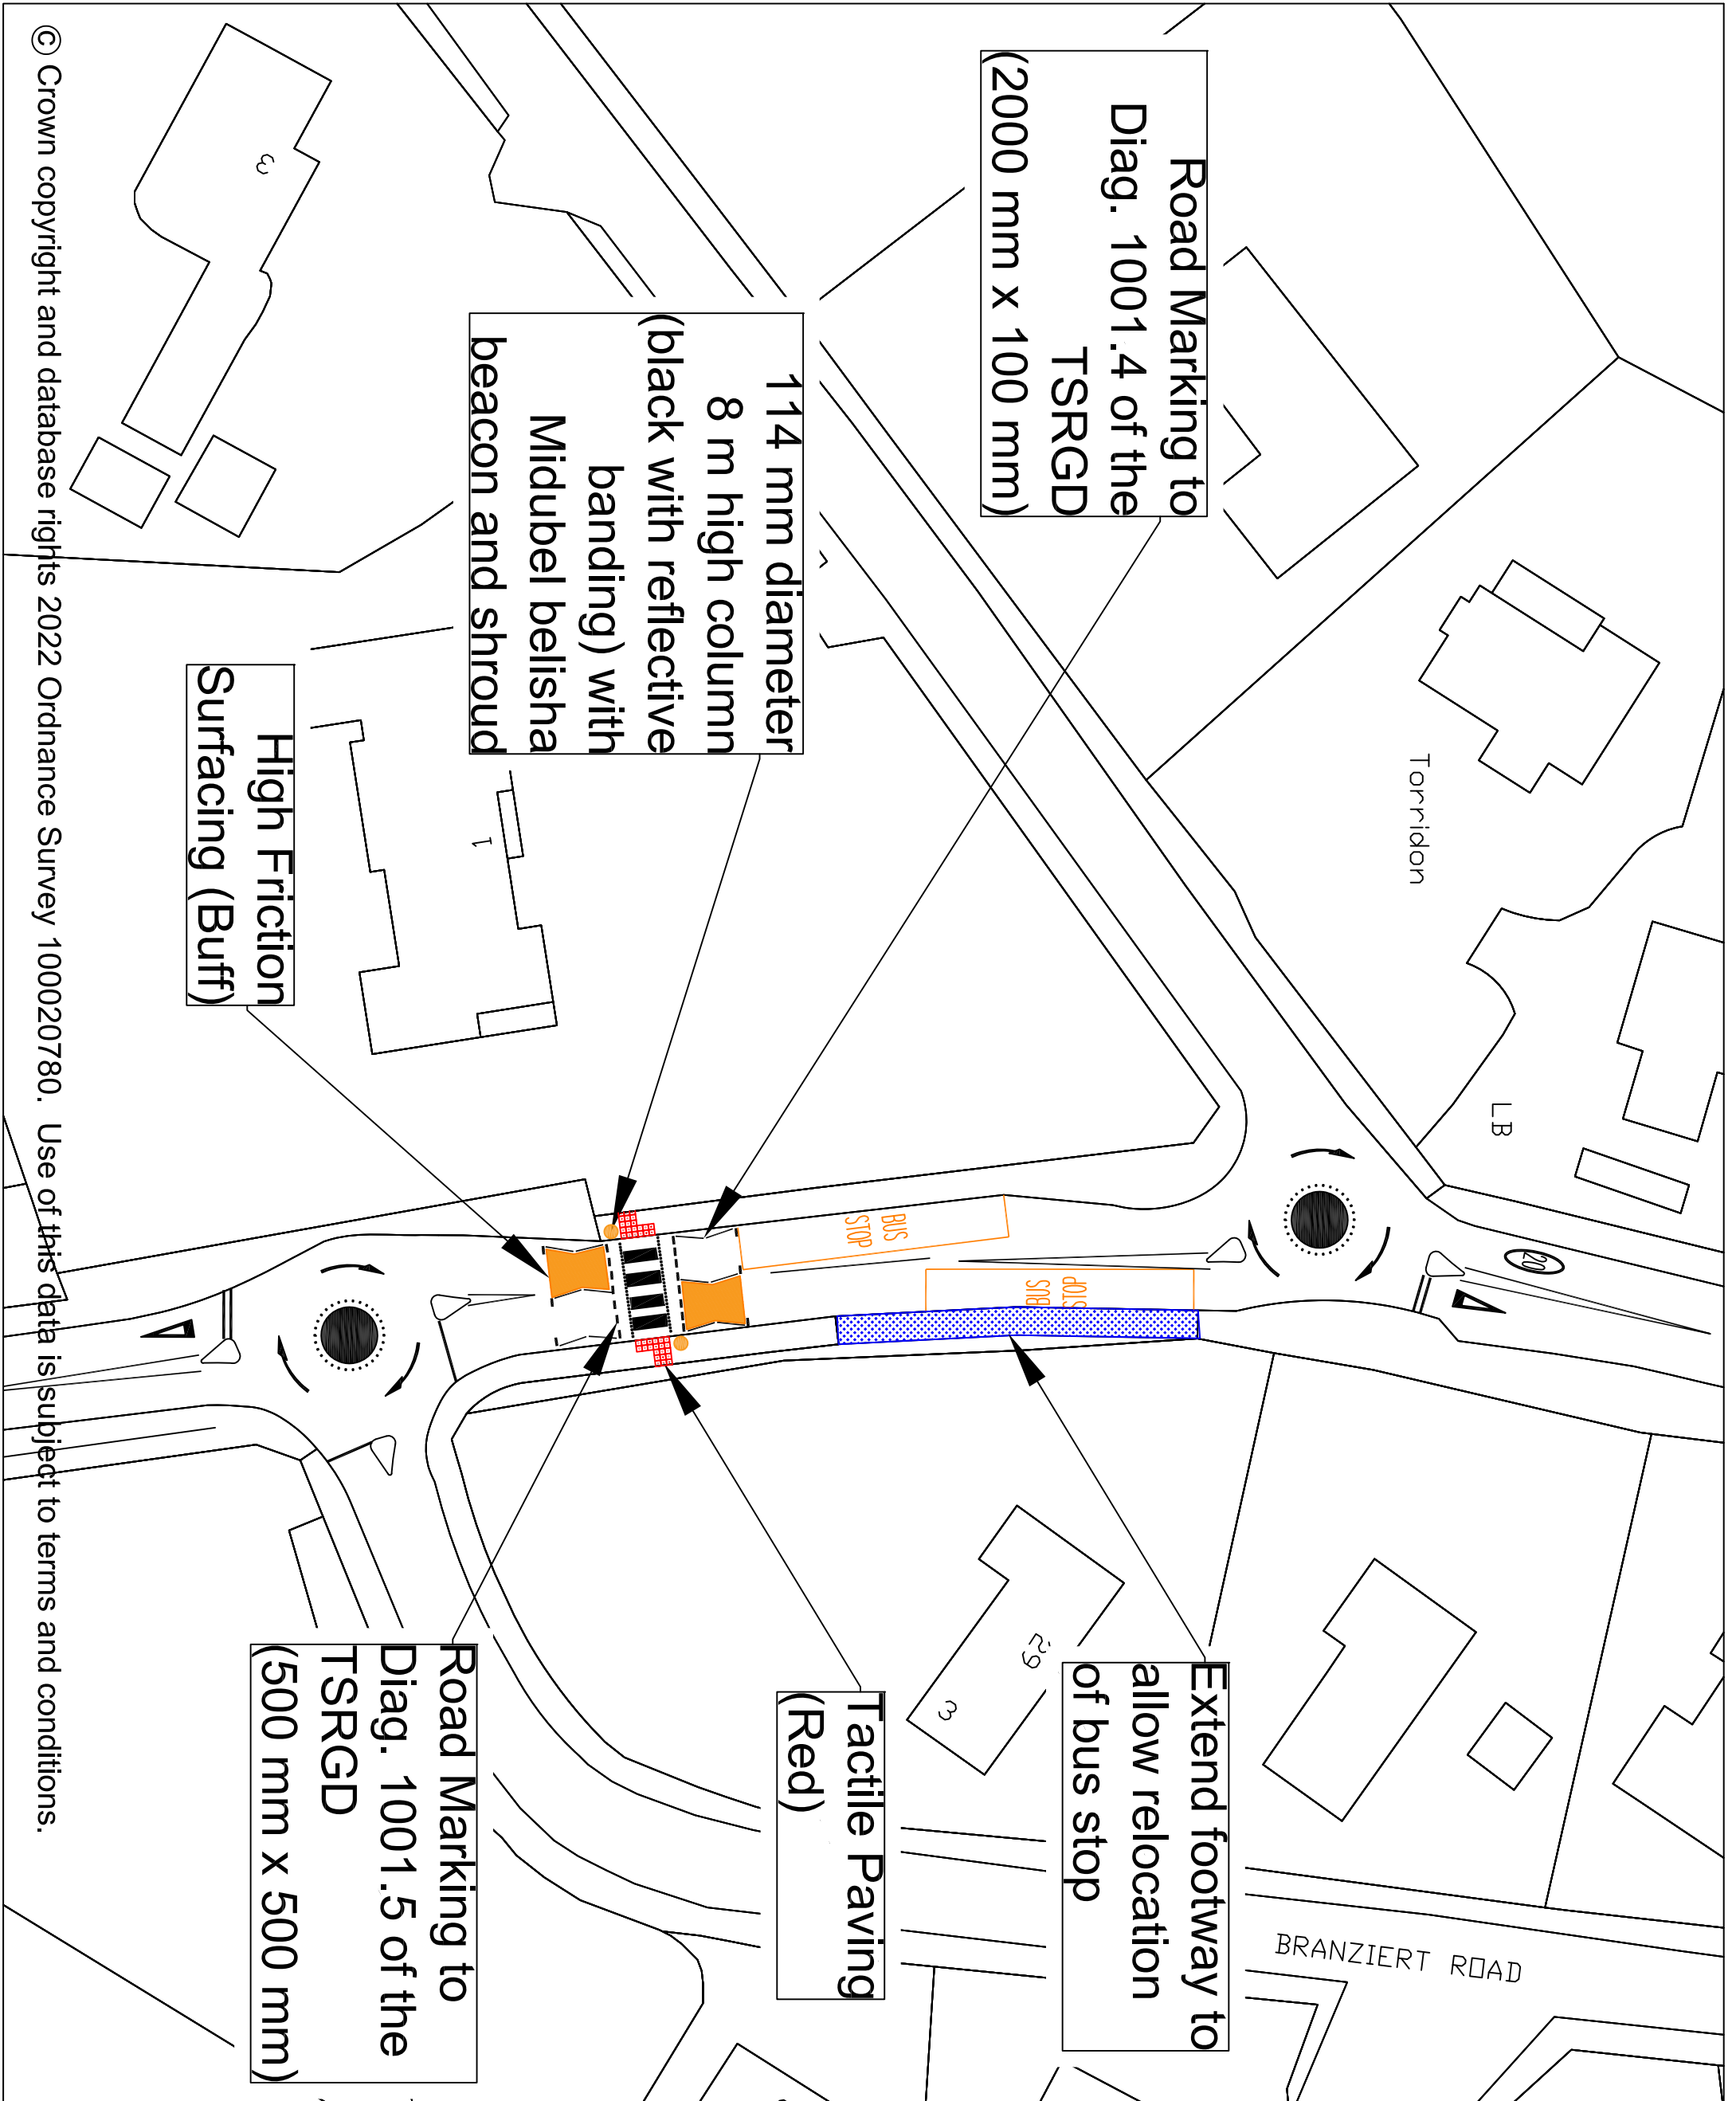 Road Marking to
Diag. 1001.4 of the
TSRGD
(2000 mm x 100 mm)
114 mm diameter
8 m high column
(black with reflective
banding) with
Midubel belisha
beacon and shroud
High Friction
Surfacing (Buff)
Extend footway to
allow relocation
of bus stop
Tactile Paving
(Red)
Road Marking to
Diag. 1001.5 of the
TSRGD
(500 mm x 500 mm)
Torridon
LB
20
BUS
STOP
BUS
STOP
3
1
29
3
BRANZIERT ROAD
© Crown copyright and database rights 2022 Ordnance Survey 100020780. Use of this data is subject to terms and conditions.